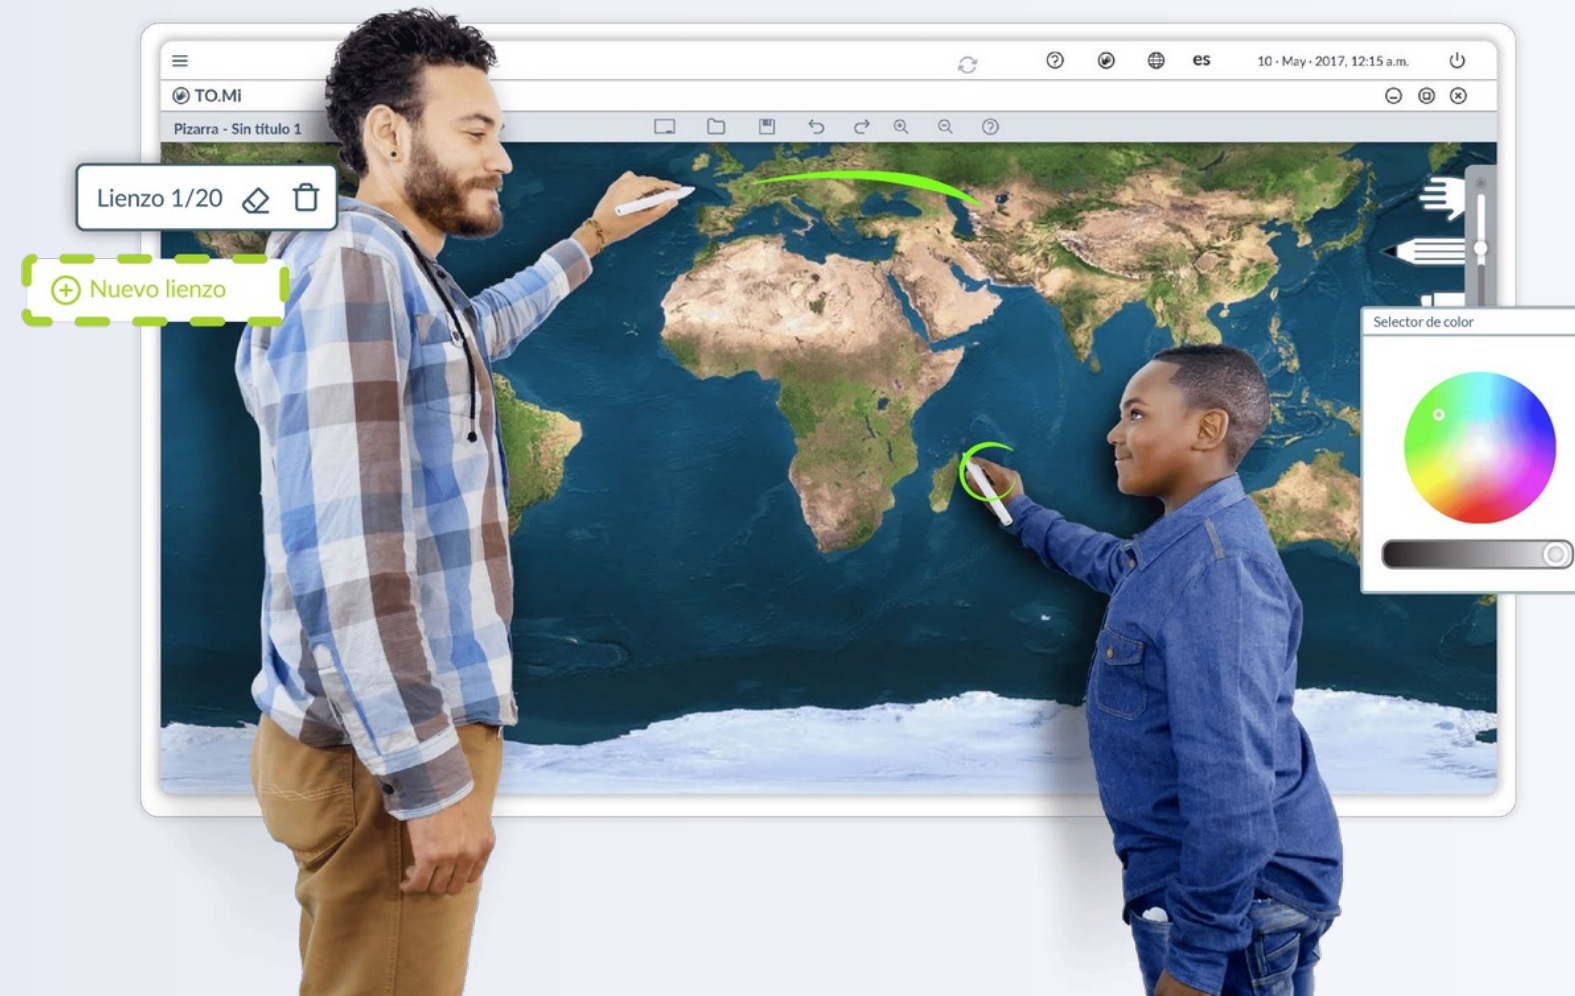 es
10 · May · 2017, 12:15 a.m.
TO.Mi
Pizarra - Sin título 1
Lienzo 1/20
Nuevo lienzo
Selector de color